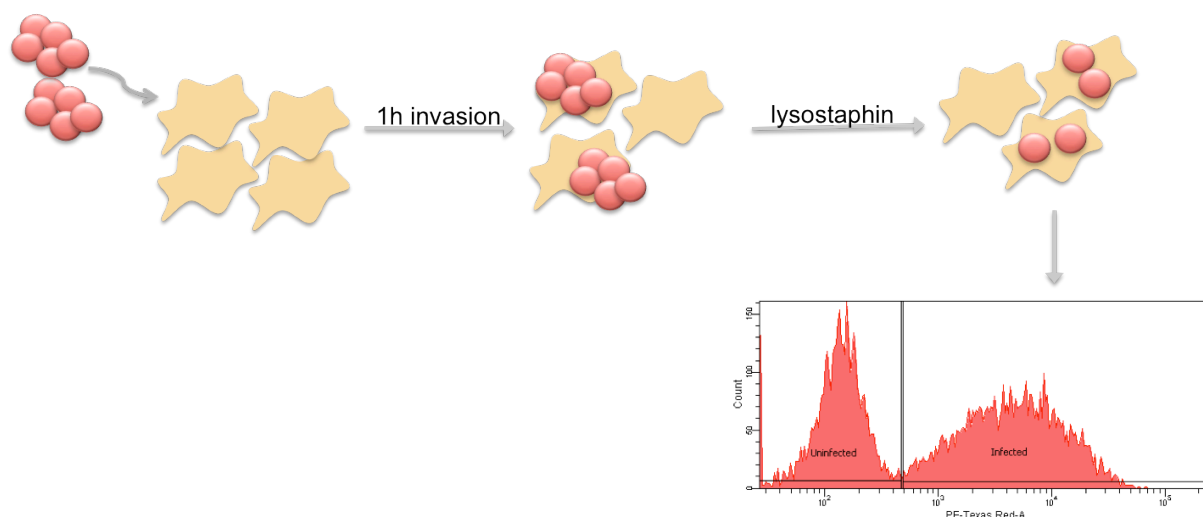 1h invasion
lysostaphin
150
100
50
0
Count
Uninfected
Infected
10²
10³
10⁴
10⁵
PE-Texas Red-A